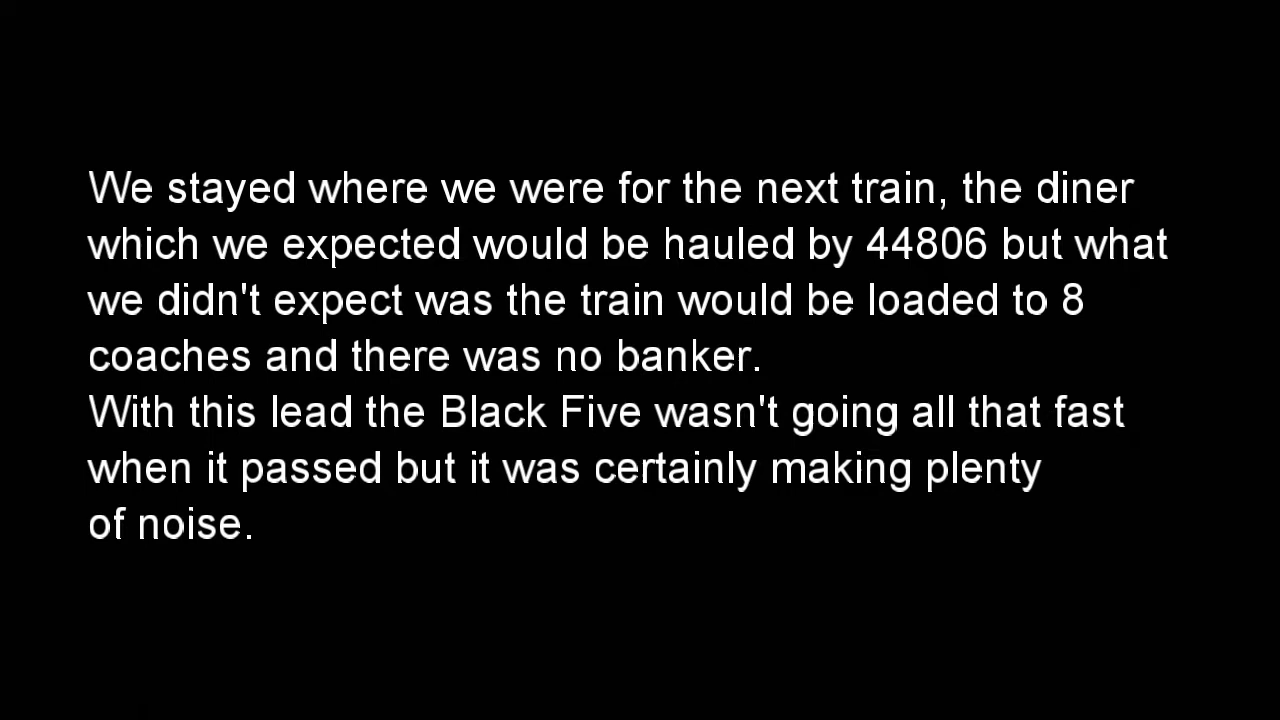 We stayed where we were for the next train, the diner
which we expected would be hauled by 44806 but what
we didn't expect was the train would be loaded to 8
coaches and there was no banker.
With this lead the Black Five wasn't going all that fast
when it passed but it was certainly making plenty
of noise.